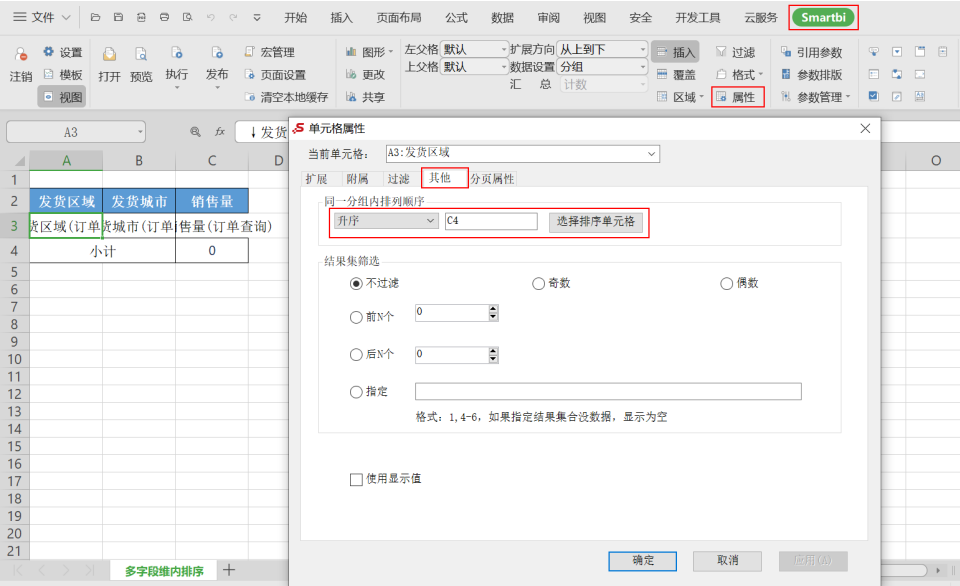 文件 开始 插入 页面布局 公式 数据 审阅 视图 安全 开发工具 云服务 Smartbi
设置 宏管理 图形 左父格 默认 扩展方向 从上到下 插入 过滤 引用参数
注销 模板 打开 预览 执行 发布 页面设置 更改 上父格 默认 数据设置 分组 覆盖 格式 参数排版
视图 清空本地缓存 共享 汇 总 计数 区域 属性 参数管理
A3 fx ↓发货
A B C D O
1
2 发货区域 发货城市 销售量
3 货区域(订单 货城市(订单 售量(订单查询)
4 小计 0
5
6
7
8
9
10
11
12
13
14
15
16
17
18
19
20
21
多字段维内排序
单元格属性
当前单元格: A3:发货区域
扩展 附属 过滤 其他 分页属性
同一分组内排列顺序
升序 C4 选择排序单元格
结果集筛选
不过滤 奇数 偶数
前N个 0
后N个 0
指定
格式: 1,4-6, 如果指定结果集合没数据, 显示为空
使用显示值
确定 取消 应用(A)